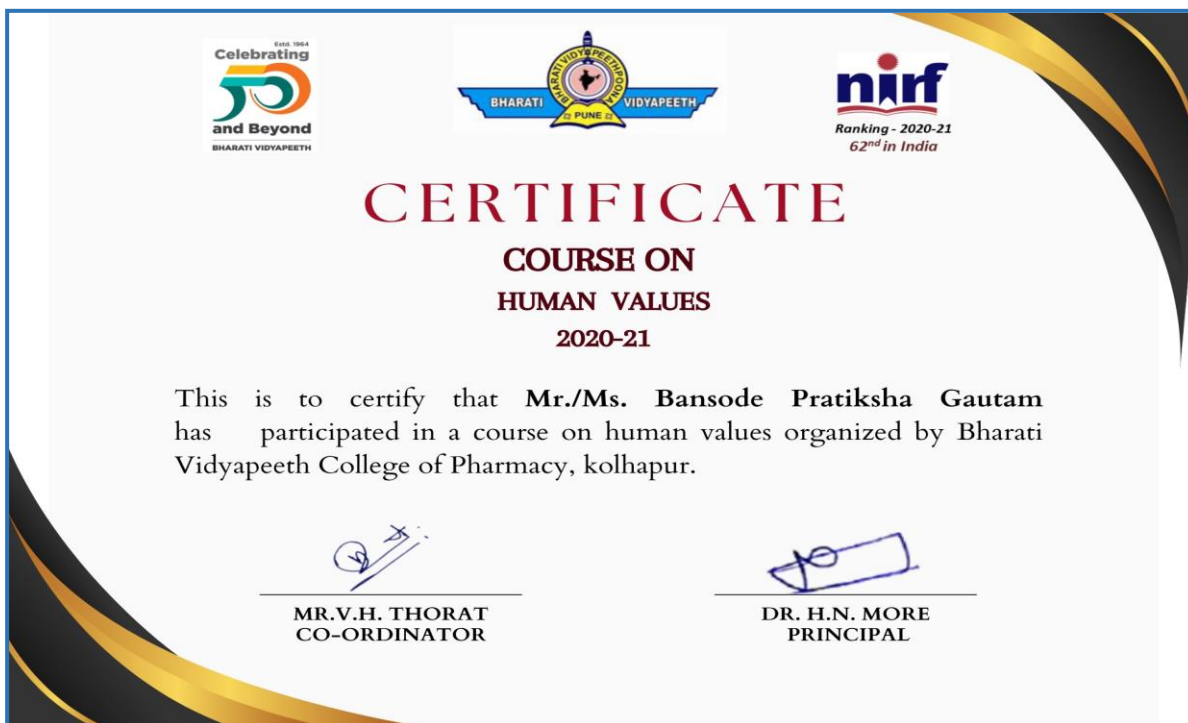 Estd. 1964
Celebrating
50
and Beyond
BHARATI VIDYAPEETH
BHARATI VIDYAPEETH POONA
BHARATI VIDYAPEETH
PUNE
nirf
Ranking - 2020-21
62nd in India
CERTIFICATE
COURSE ON
HUMAN VALUES
2020-21
This is to certify that Mr./Ms. Bansode Pratiksha Gautam
has participated in a course on human values organized by Bharati
Vidyapeeth College of Pharmacy, kolhapur.
MR.V.H. THORAT
CO-ORDINATOR
DR. H.N. MORE
PRINCIPAL